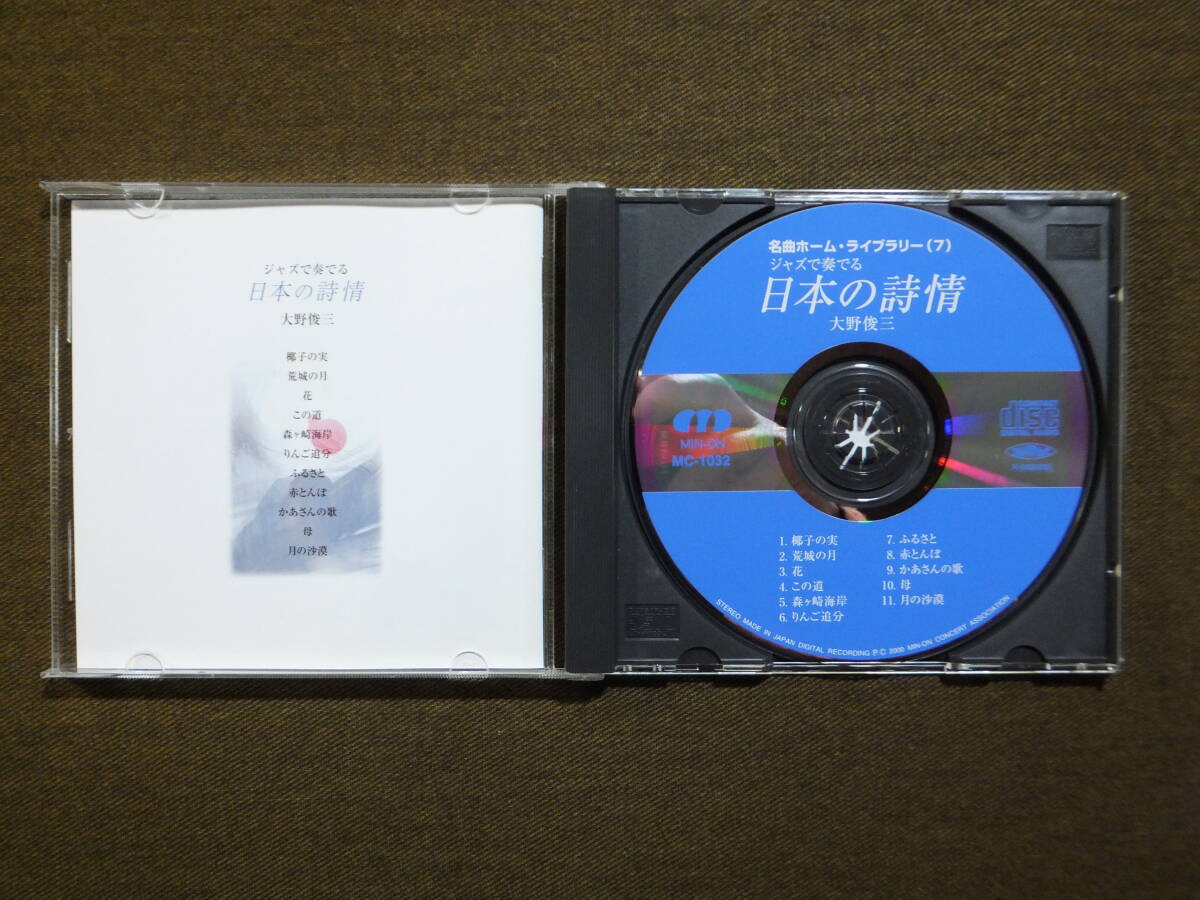 ジャズで奏でる
日本の詩情
大野俊三
椰子の実
荒城の月
花
この道
森ヶ崎海岸
りんご追分
ふるさと
赤とんぼ
かあさんの歌
母
月の沙漠
名曲ホーム・ライブラリー(7)
ジャズで奏でる
日本の詩情
大野俊三
MIN-ON
MC-1032
disc
1. 椰子の実
2. 荒城の月
3. 花
4. この道
5. 森ヶ崎海岸
6. りんご追分
7. ふるさと
8. 赤とんぼ
9. かあさんの歌
10. 母
11. 月の沙漠
STEREO MADE IN JAPAN DIGITAL RECORDING ℗© 2000 MIN-ON CONCERT ASSOCIATION